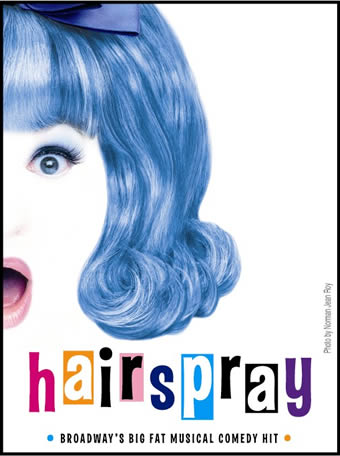 Photo by Norman Jean Roy
hairspray
BROADWAY'S BIG FAT MUSICAL COMEDY HIT